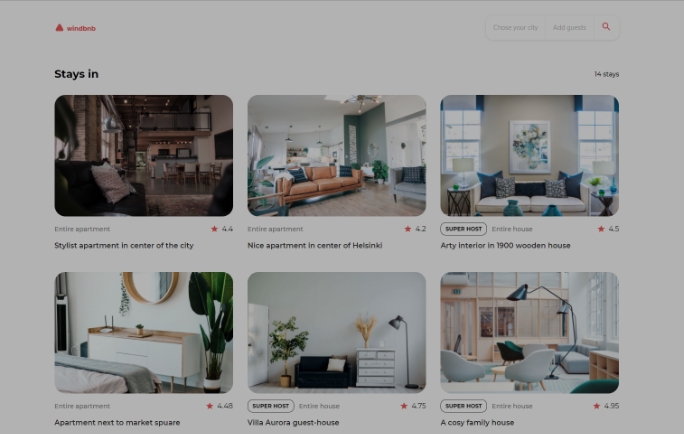 windbnb
Chose your city
Add guests
Stays in
14 stays
Entire apartment
4.4
Stylist apartment in center of the city
Entire apartment
4.2
Nice apartment in center of Helsinki
SUPER HOST
Entire house
4.5
Arty interior in 1900 wooden house
Entire apartment
4.48
Apartment next to market spuare
SUPER HOST
Entire house
4.75
Villa Aurora guest-house
SUPER HOST
Entire house
4.95
A cosy family house